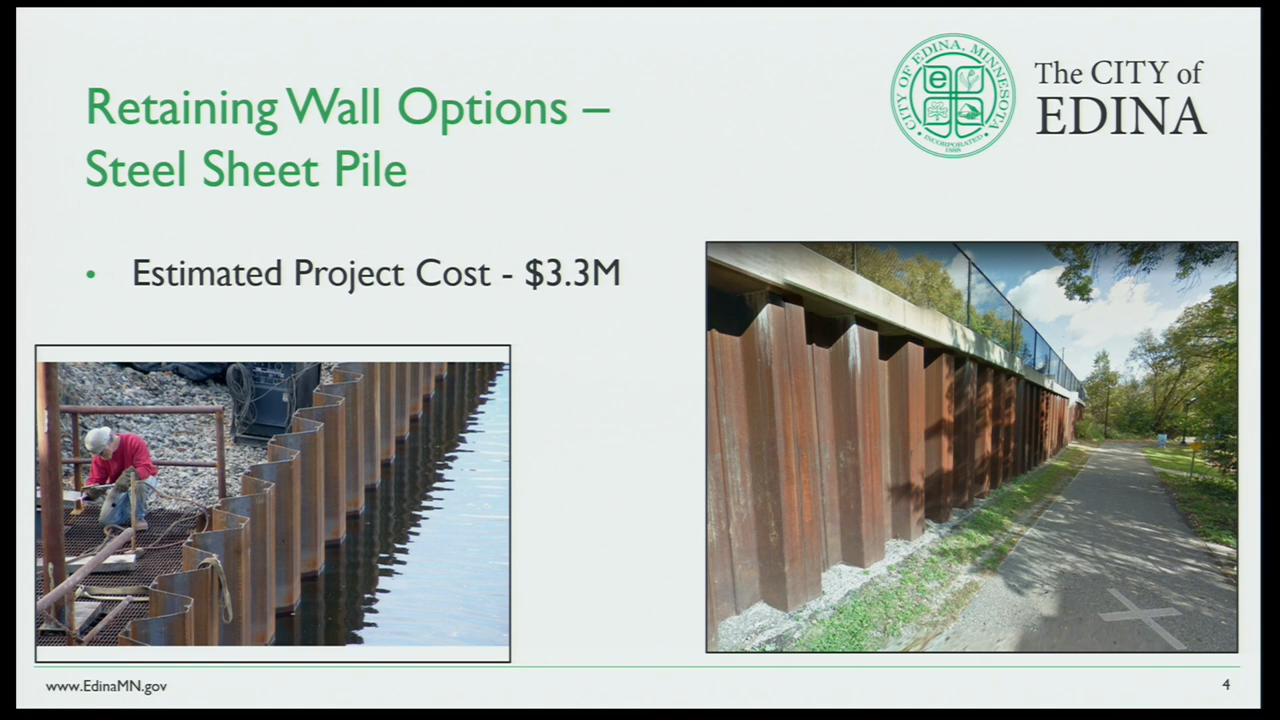 Retaining Wall Options –
Steel Sheet Pile
CITY OF EDINA, MINNESOTA
e
INCORPORATED
1888
The CITY of
EDINA
• Estimated Project Cost - $3.3M
www.EdinaMN.gov
4